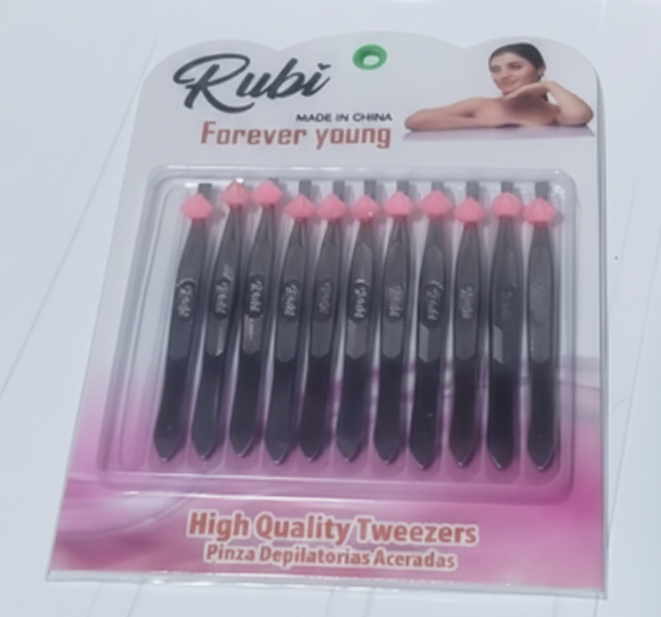 Rubi
MADE IN CHINA
Forever young
High Quality Tweezers
Pinza Depilatorias Aceradas